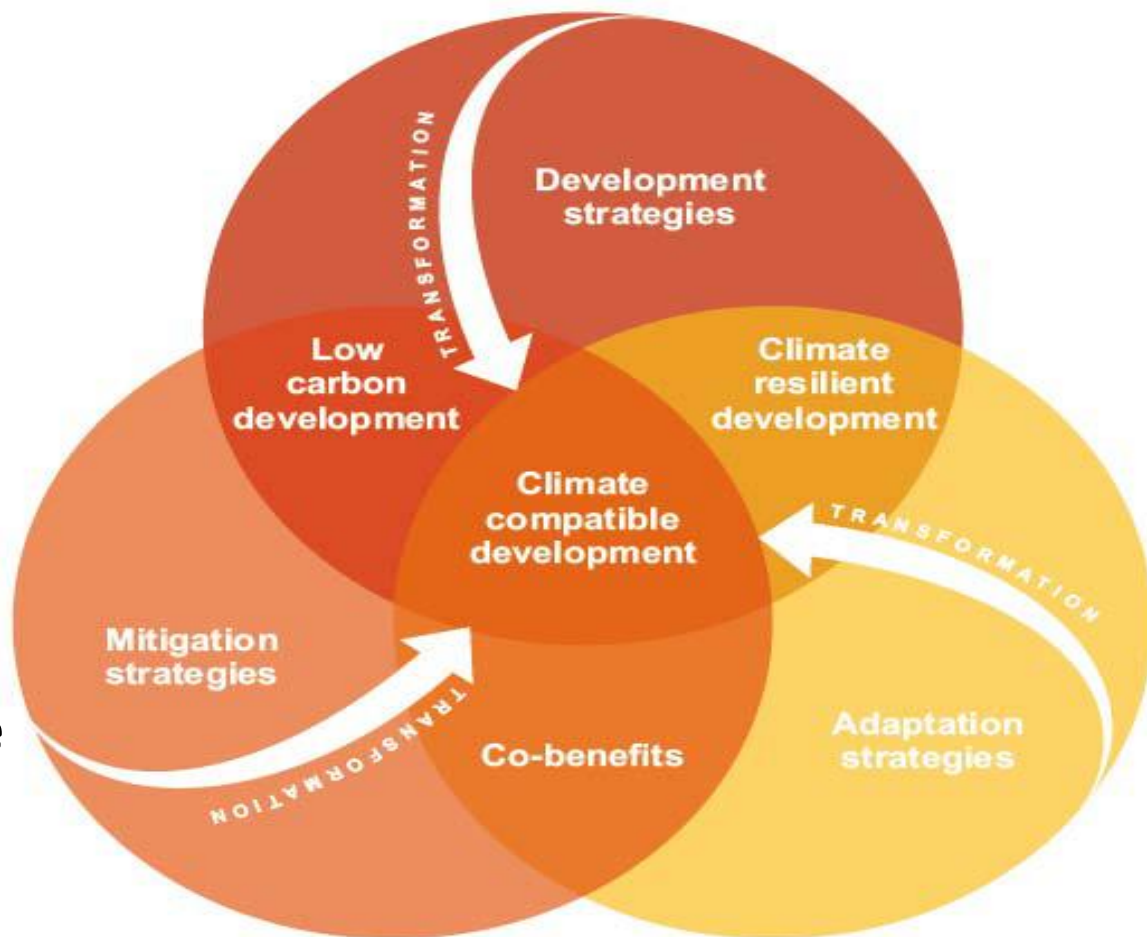 TRANSFORMATION
Development
strategies
Low
carbon
development
Climate
resilient
development
Climate
compatible
development
TRANSFORMATION
Mitigation
strategies
TRANSFORMATION
Co-benefits
Adaptation
strategies
e